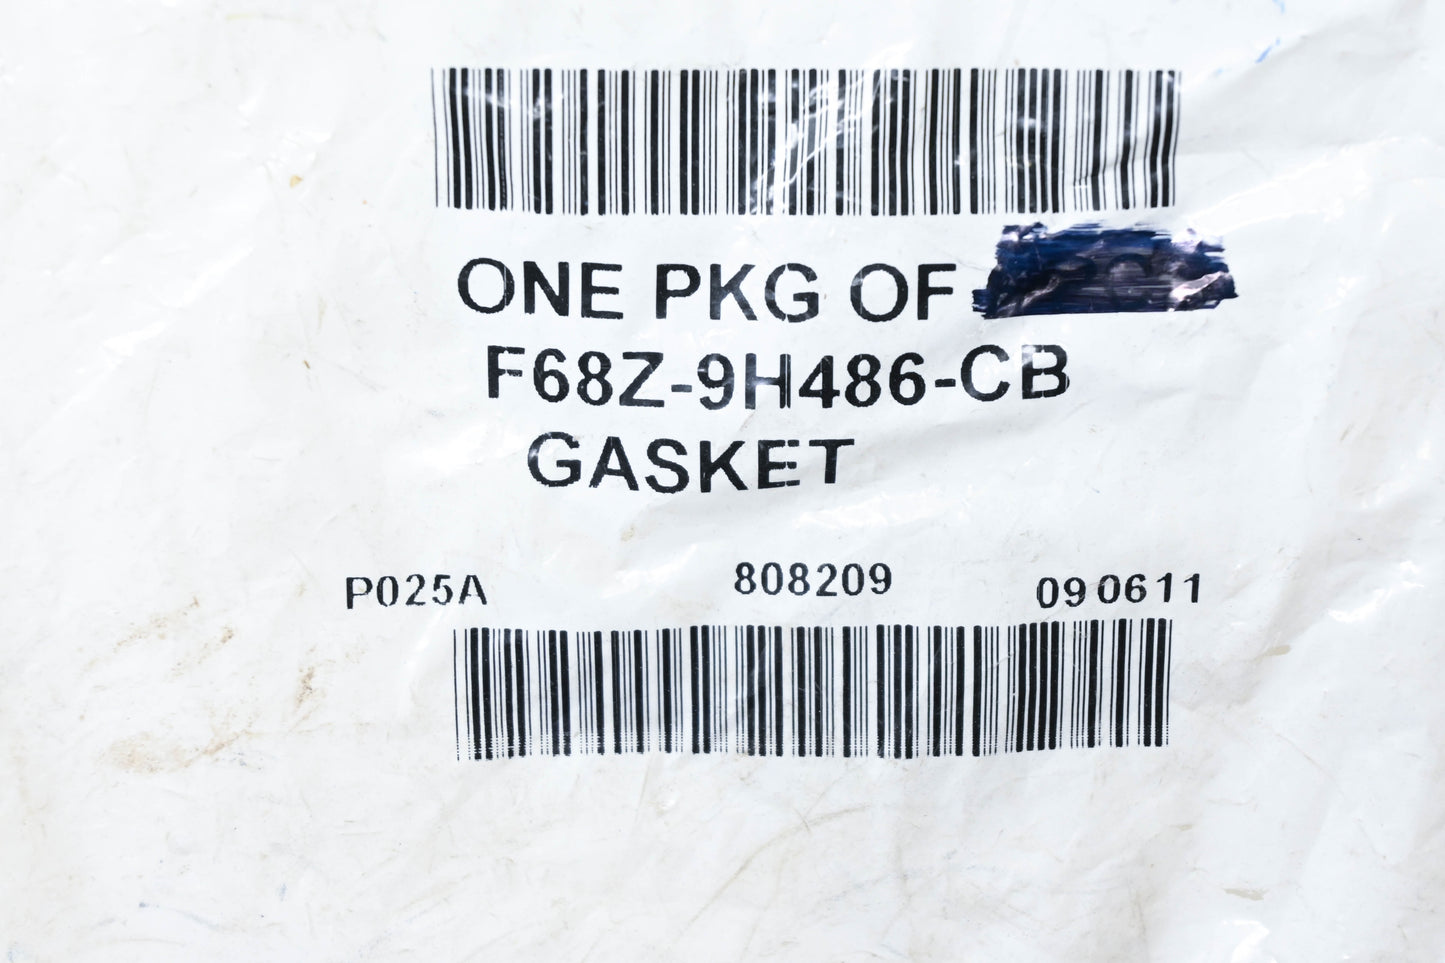 ONE PKG OF
F68Z-9H486-CB
GASKET
P025A 808209 090611